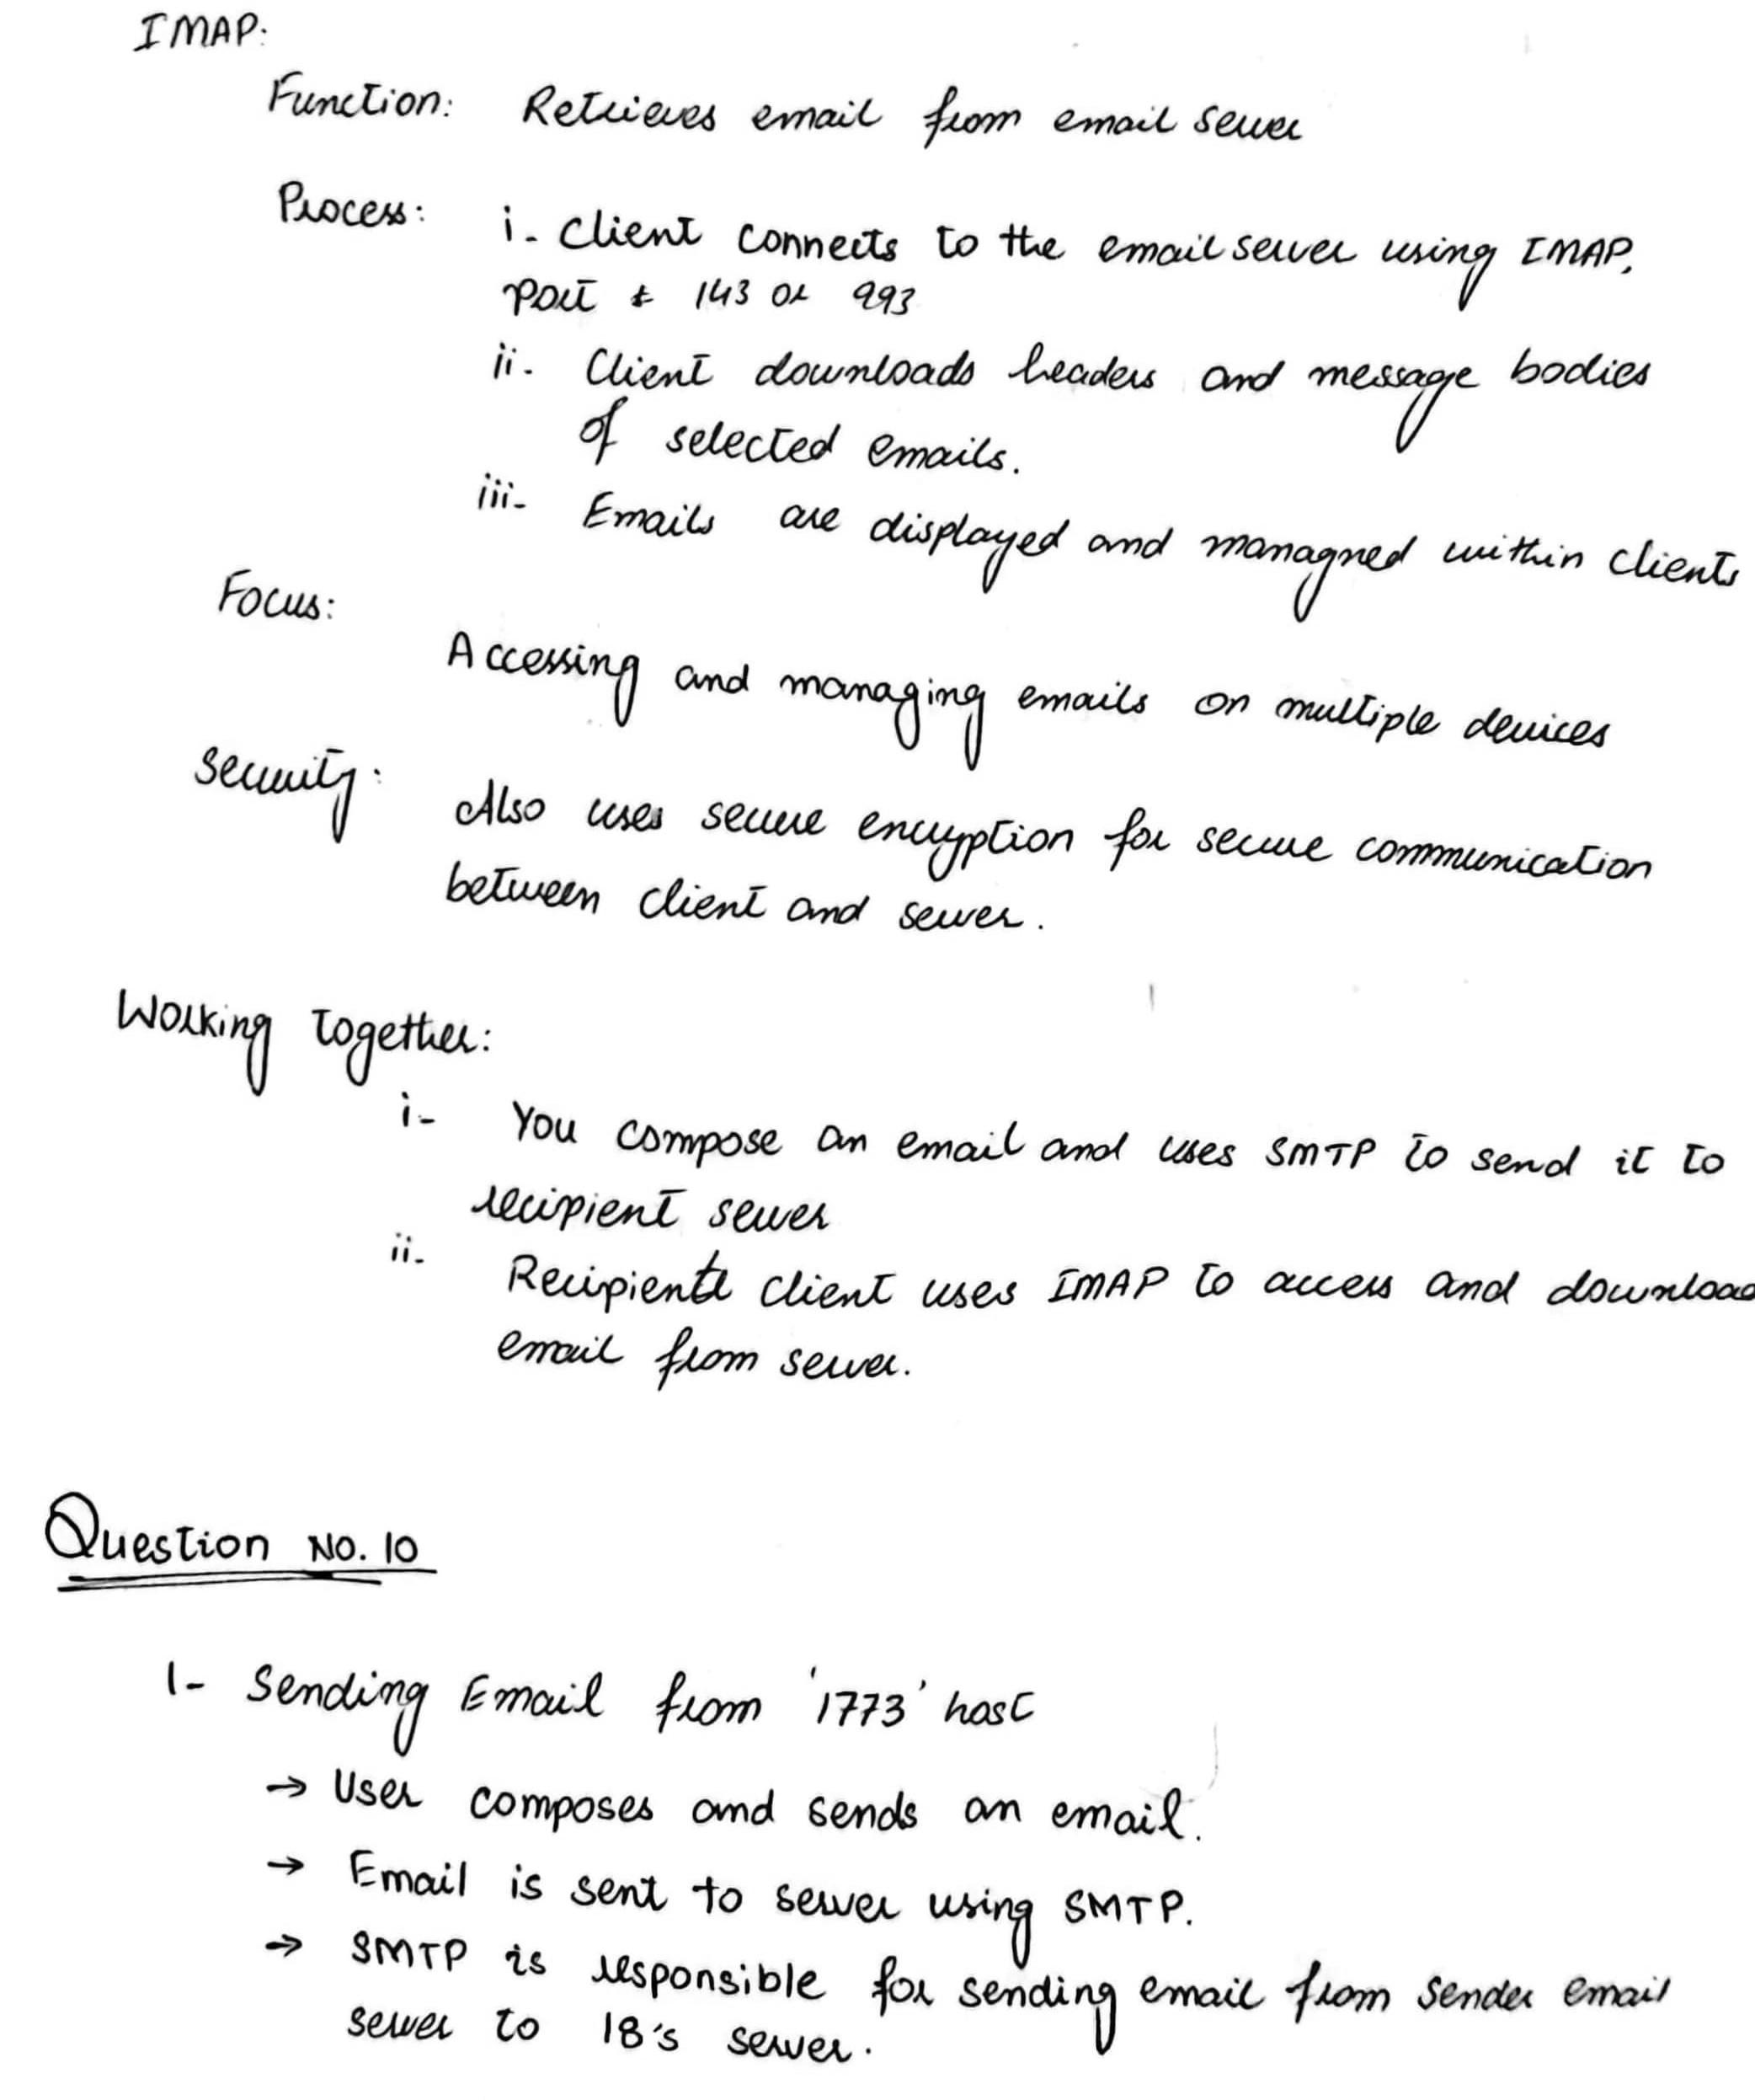 IMAP:
Function: Retrieves email from email server
Process: i- Client connects to the email server using IMAP,
port 143 or 993
ii- Client downloads headers and message bodies
of selected emails.
iii- Emails are displayed and managned within clients
Focus:
Accessing and managing emails on multiple devices
Security:
Also uses secure encryption for secure communication
between client and server.
Working together:
i- You compose an email and uses SMTP to send it to
recipient server
ii- Recipient client uses IMAP to access and download
email from server.
Question NO. 10
1- Sending Email from '1773' host
→ User composes and sends an email.
→ Email is sent to server using SMTP.
→ SMTP is responsible for sending email from sender email
server to 18's server.